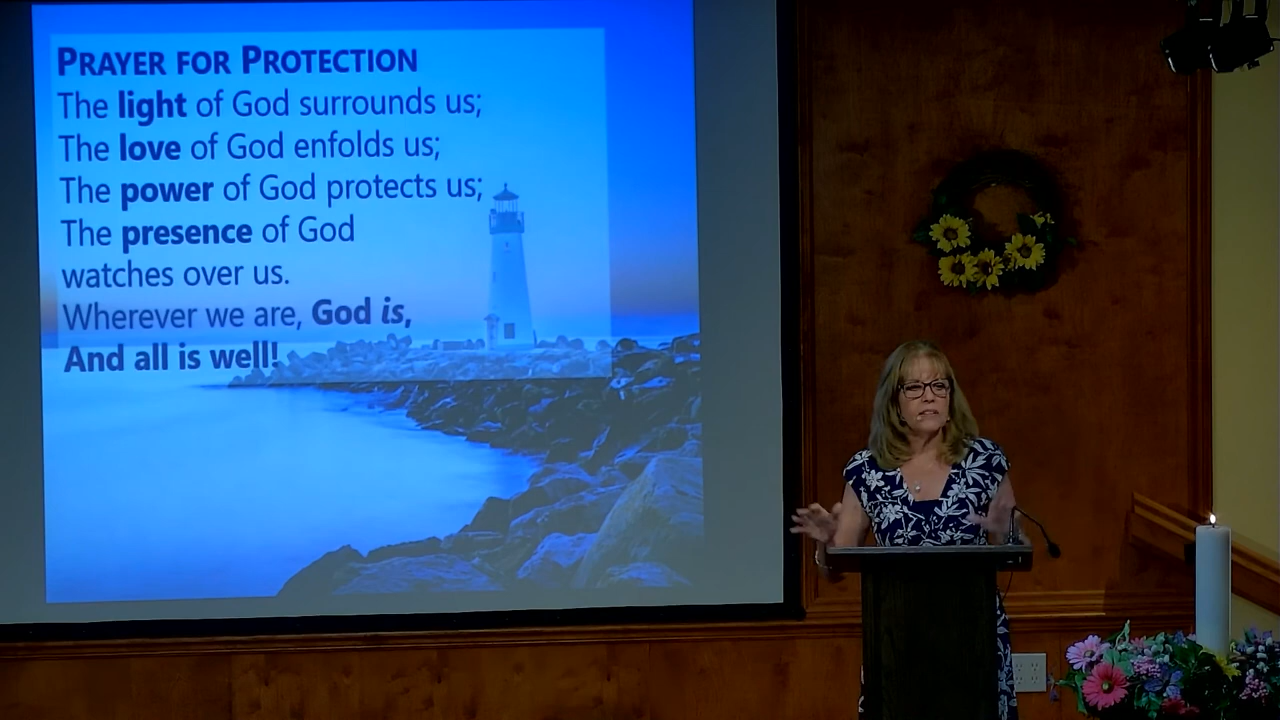 PRAYER FOR PROTECTION
The light of God surrounds us;
The love of God enfolds us;
The power of God protects us;
The presence of God
watches over us.
Wherever we are, God is,
And all is well!